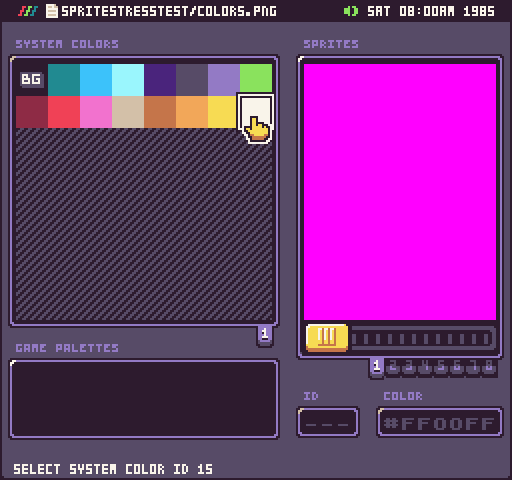 SPRITESTRESSTEST/COLORS.PNG SAT 08:00AM 1985
SYSTEM COLORS
SPRITES
BG
1
GAME PALETTES
1 2 3 4 5 6 7 8
ID
COLOR
---
#FF00FF
SELECT SYSTEM COLOR ID 15